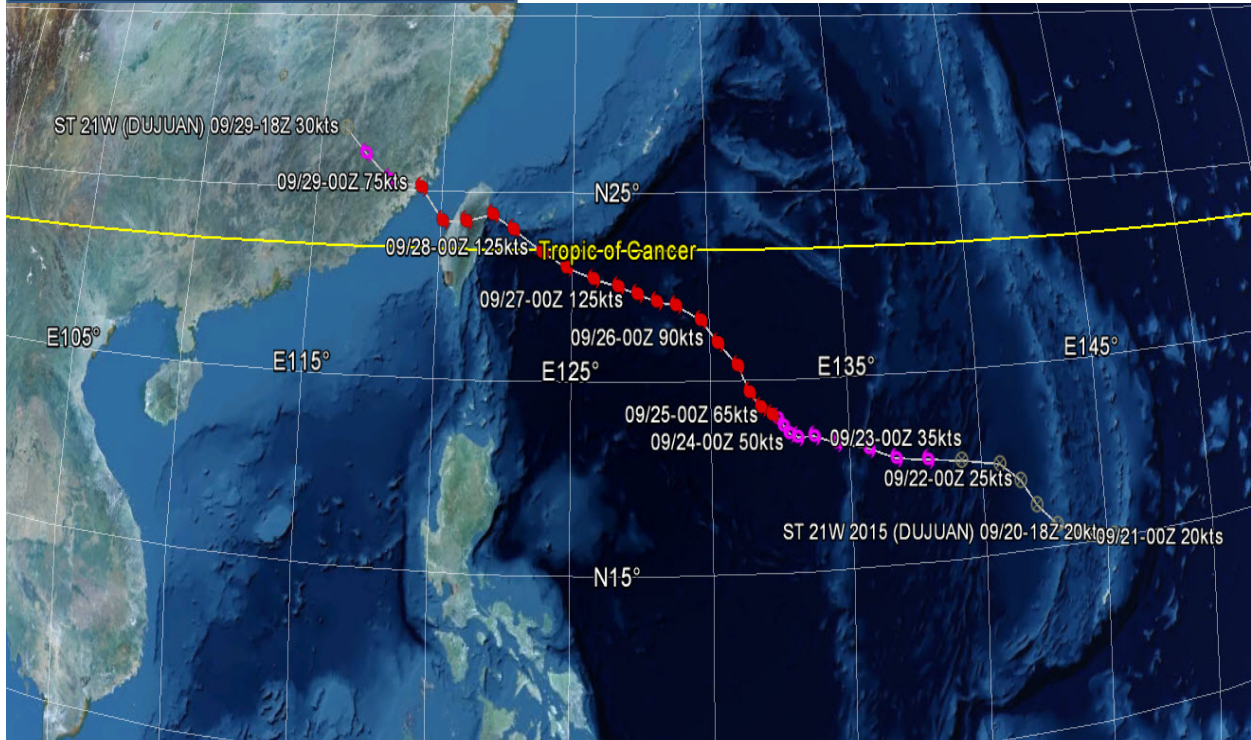 ST 21W (DUJUAN) 09/29-18Z 30kts
09/29-00Z 75kts
N25°
09/28-00Z 125kts
Tropic of Cancer
09/27-00Z 125kts
E105°
E115°
09/26-00Z 90kts
E125°
E135°
E145°
09/25-00Z 65kts
09/24-00Z 50kts
09/23-00Z 35kts
09/22-00Z 25kts
ST 21W 2015 (DUJUAN) 09/20-18Z 20kt
09/21-00Z 20kts
N15°